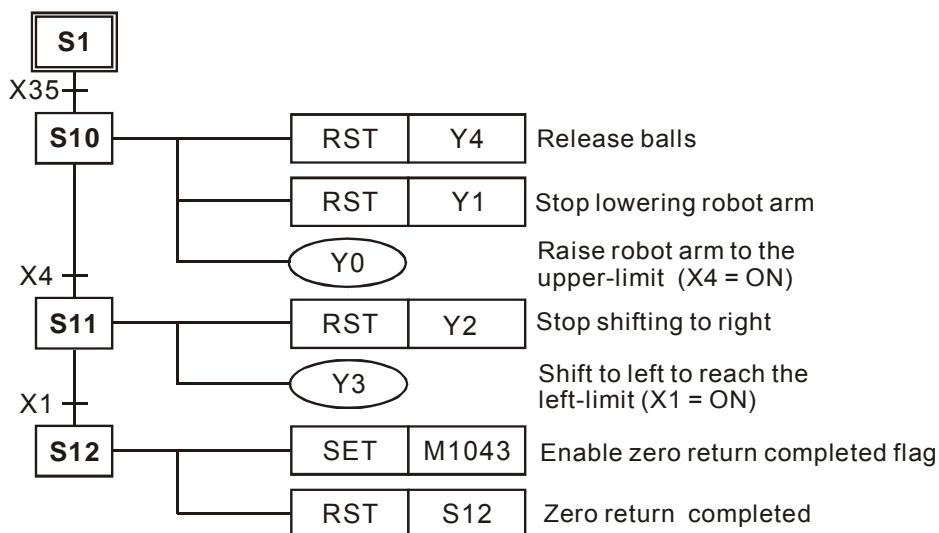 S1
X35
S10
RST Y4 Release balls
RST Y1 Stop lowering robot arm
Y0 Raise robot arm to the
upper-limit (X4 = ON)
X4
S11
RST Y2 Stop shifting to right
Y3 Shift to left to reach the
left-limit (X1 = ON)
X1
S12
SET M1043 Enable zero return completed flag
RST S12 Zero return completed